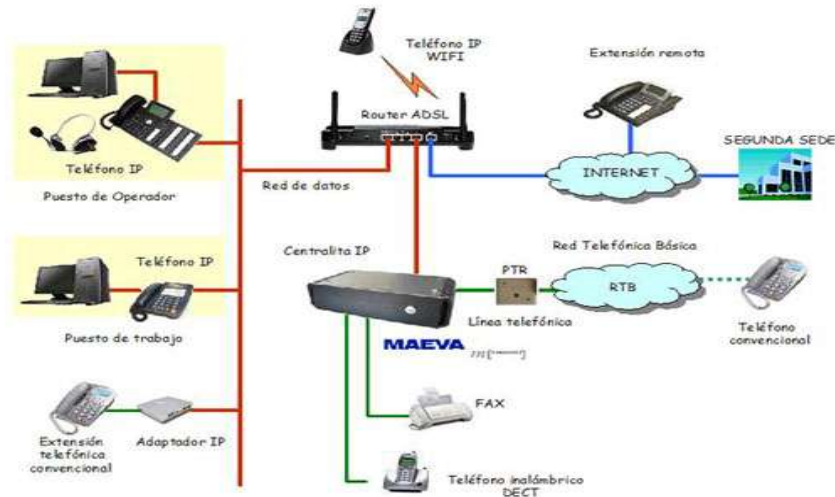 Teléfono IP
WIFI
Extensión remota
Router ADSL
SEGUNDA SEDE
Teléfono IP
INTERNET
Puesto de Operador
Red de datos
Centralita IP
Red Telefónica Básica
Teléfono IP
PTR
RTB
Línea telefónica
Puesto de trabajo
MAEVA
Teléfono
convencional
FAX
Extensión
telefónica
convencional
Adaptador IP
Teléfono inalámbrico
DECT